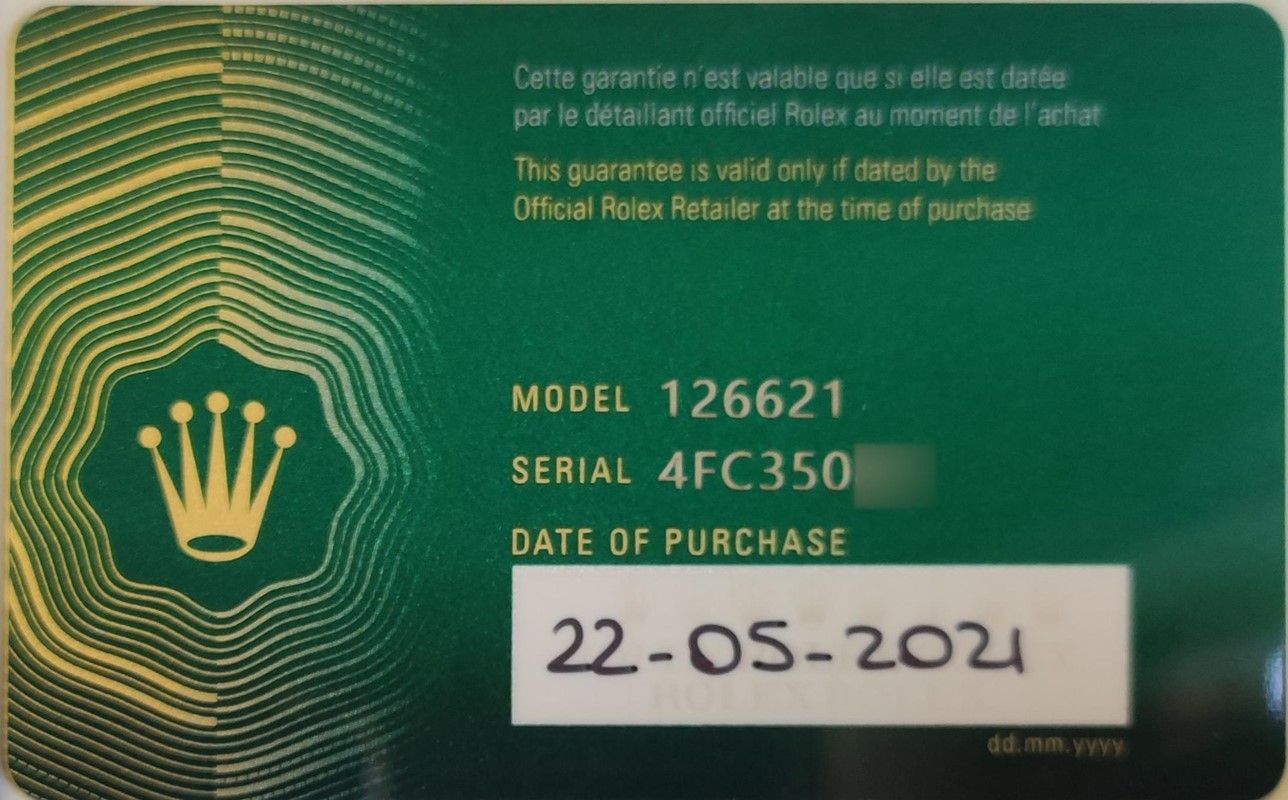 Cette garantie n'est valable que si elle est datée
par le détaillant officiel Rolex au moment de l'achat
This guarantee is valid only if dated by the
Official Rolex Retailer at the time of purchase
MODEL 126621
SERIAL 4FC350
DATE OF PURCHASE
22-05-2021
dd.mm.yyyy